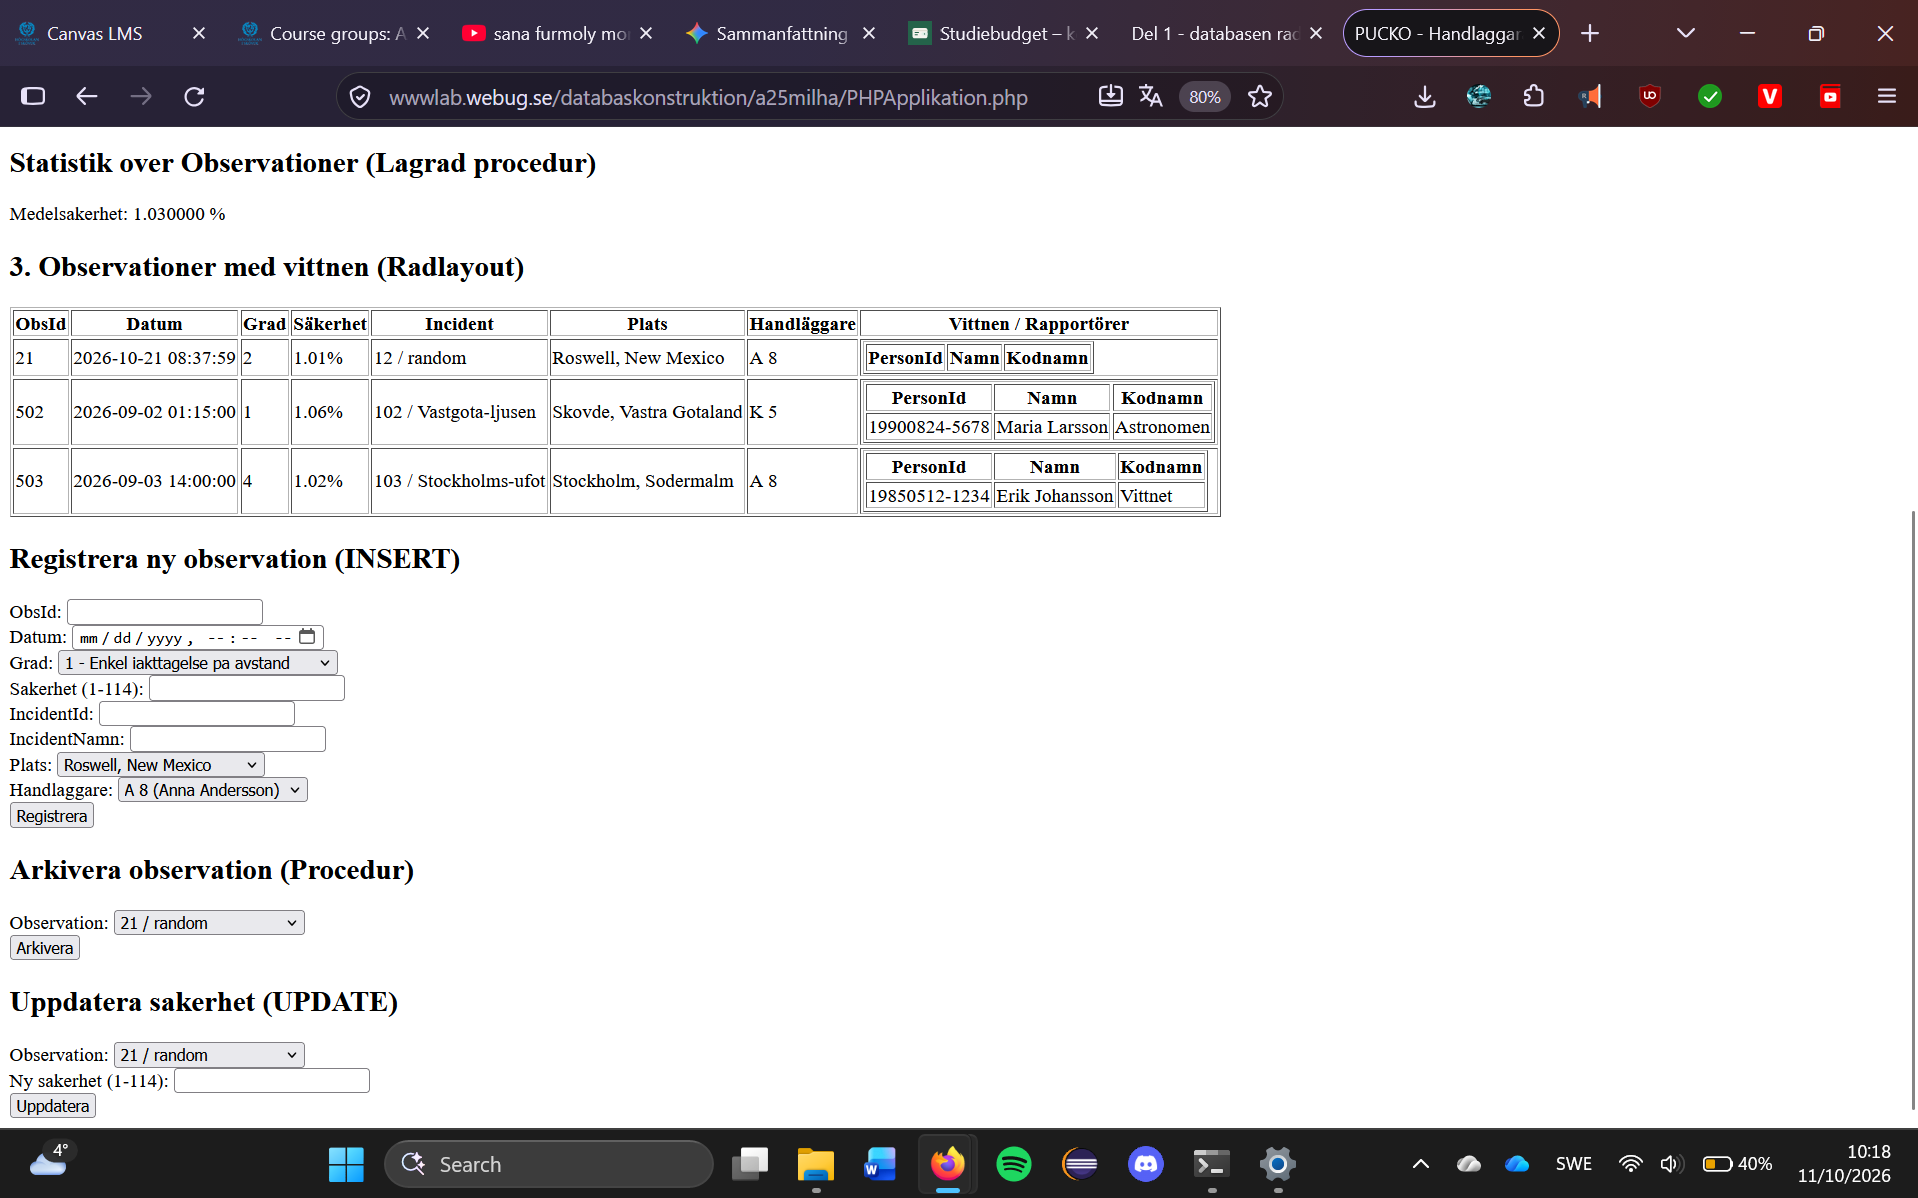 Canvas LMS
Course groups: A
sana furmoly mo
Sammanfattning
Studiebudget – k
Del 1 - databasen rad
PUCKO - Handlaggar
wwwlab.webug.se/databaskonstruktion/a25milha/PHPApplikation.php
80%
Statistik over Observationer (Lagrad procedur)
Medelsakerhet: 1.030000 %
3. Observationer med vittnen (Radlayout)
ObsId Datum Grad Säkerhet Incident Plats Handläggare Vittnen / Rapportörer
21 2026-10-21 08:37:59 2 1.01% 12 / random Roswell, New Mexico A 8 PersonId Namn Kodnamn
PersonId Namn Kodnamn
502 2026-09-02 01:15:00 1 1.06% 102 / Vastgota-ljusen Skovde, Vastra Gotaland K 5
19900824-5678 Maria Larsson Astronomen
PersonId Namn Kodnamn
503 2026-09-03 14:00:00 4 1.02% 103 / Stockholms-ufot Stockholm, Sodermalm A 8
19850512-1234 Erik Johansson Vittnet
Registrera ny observation (INSERT)
ObsId:
Datum: mm/dd/yyyy, --:-- --
Grad: 1 - Enkel iakttagelse pa avstand
Sakerhet (1-114):
IncidentId:
IncidentNamn:
Plats: Roswell, New Mexico
Handlaggare: A 8 (Anna Andersson)
Registrera
Arkivera observation (Procedur)
Observation: 21 / random
Arkivera
Uppdatera sakerhet (UPDATE)
Observation: 21 / random
Ny sakerhet (1-114):
Uppdatera
4°
Search
SWE
40%
10:18
11/10/2026